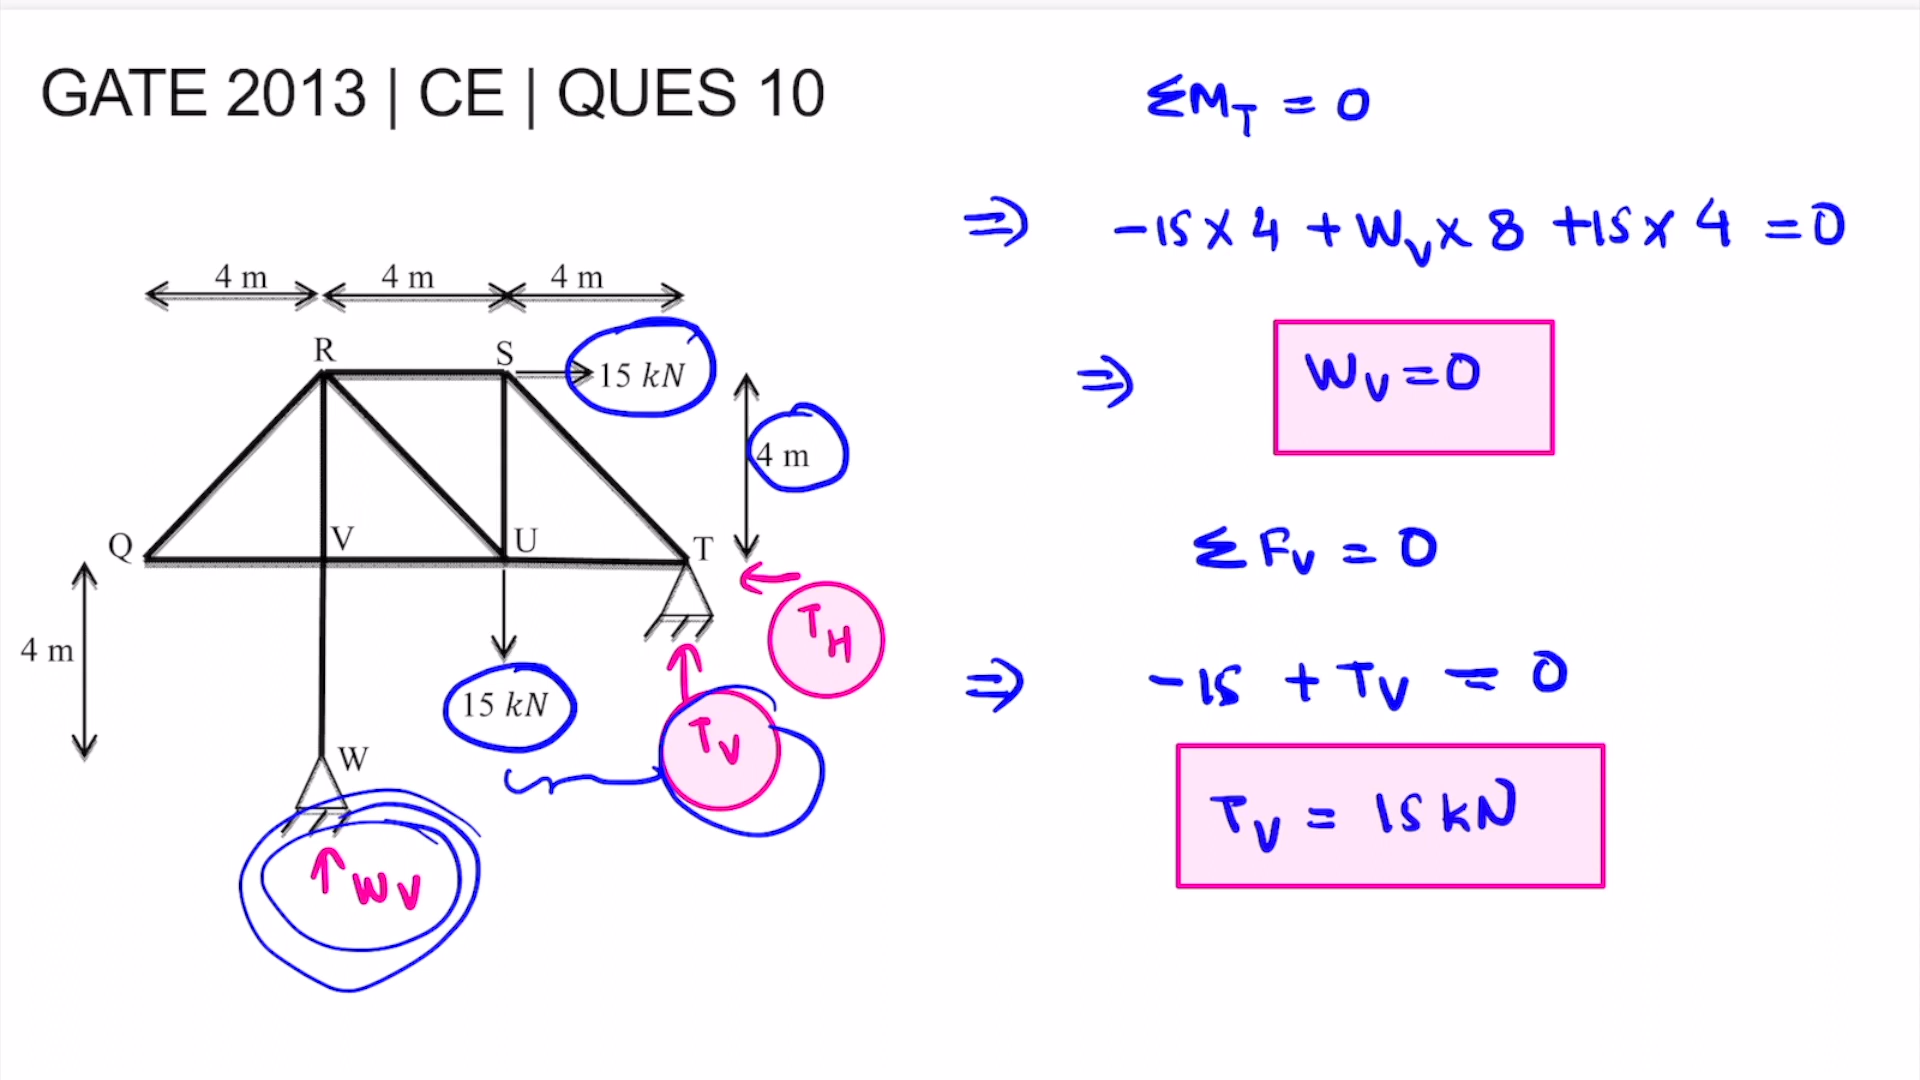 GATE 2013 | CE | QUES 10
ΣM_T = 0
⇒ -15 × 4 + W_V × 8 + 15 × 4 = 0
⇒ W_V = 0
4 m 4 m 4 m
R S
15 kN
4 m
Q V U T
ΣF_V = 0
T_H
4 m
⇒ -15 + T_V = 0
15 kN
T_V
W
T_V = 15 kN
W_V